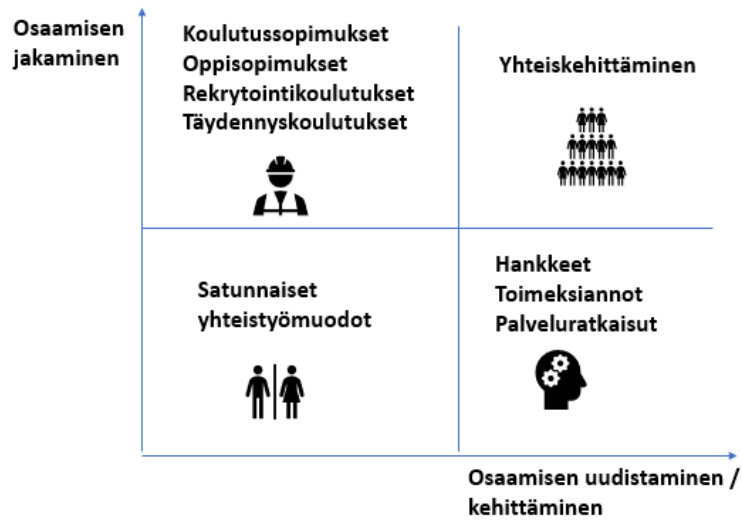 Osaamisen
jakaminen
Koulutussopimukset
Oppisopimukset
Rekrytointikoulutukset
Täydennyskoulutukset
Yhteiskehittäminen
Satunnaiset
yhteistyömuodot
Hankkeet
Toimeksiannot
Palveluratkaisut
Osaamisen uudistaminen /
kehittäminen